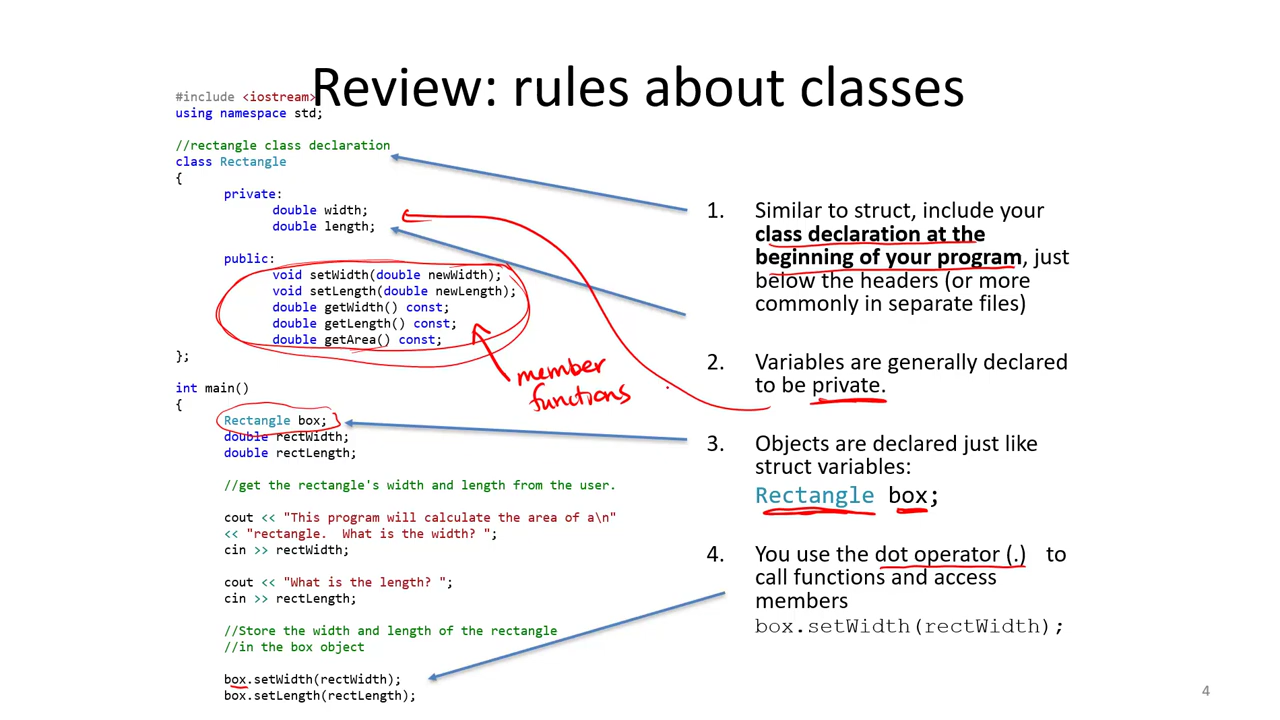 Review: rules about classes
#include <iostream>
using namespace std;
//rectangle class declaration
class Rectangle
{
private:
double width;
double length;
public:
void setWidth(double newWidth);
void setLength(double newLength);
double getWidth() const;
double getLength() const;
double getArea() const;
};
member
functions
int main()
{
Rectangle box;
double rectWidth;
double rectLength;
//get the rectangle's width and length from the user.
cout << "This program will calculate the area of a\n"
<< "rectangle.  What is the width? ";
cin >> rectWidth;
cout << "What is the length? ";
cin >> rectLength;
//Store the width and length of the rectangle
//in the box object
box.setWidth(rectWidth);
box.setLength(rectLength);
1. Similar to struct, include your
class declaration at the
beginning of your program, just
below the headers (or more
commonly in separate files)
2. Variables are generally declared
to be private.
3. Objects are declared just like
struct variables:
Rectangle box;
4. You use the dot operator (.) to
call functions and access
members
box.setWidth(rectWidth);
4